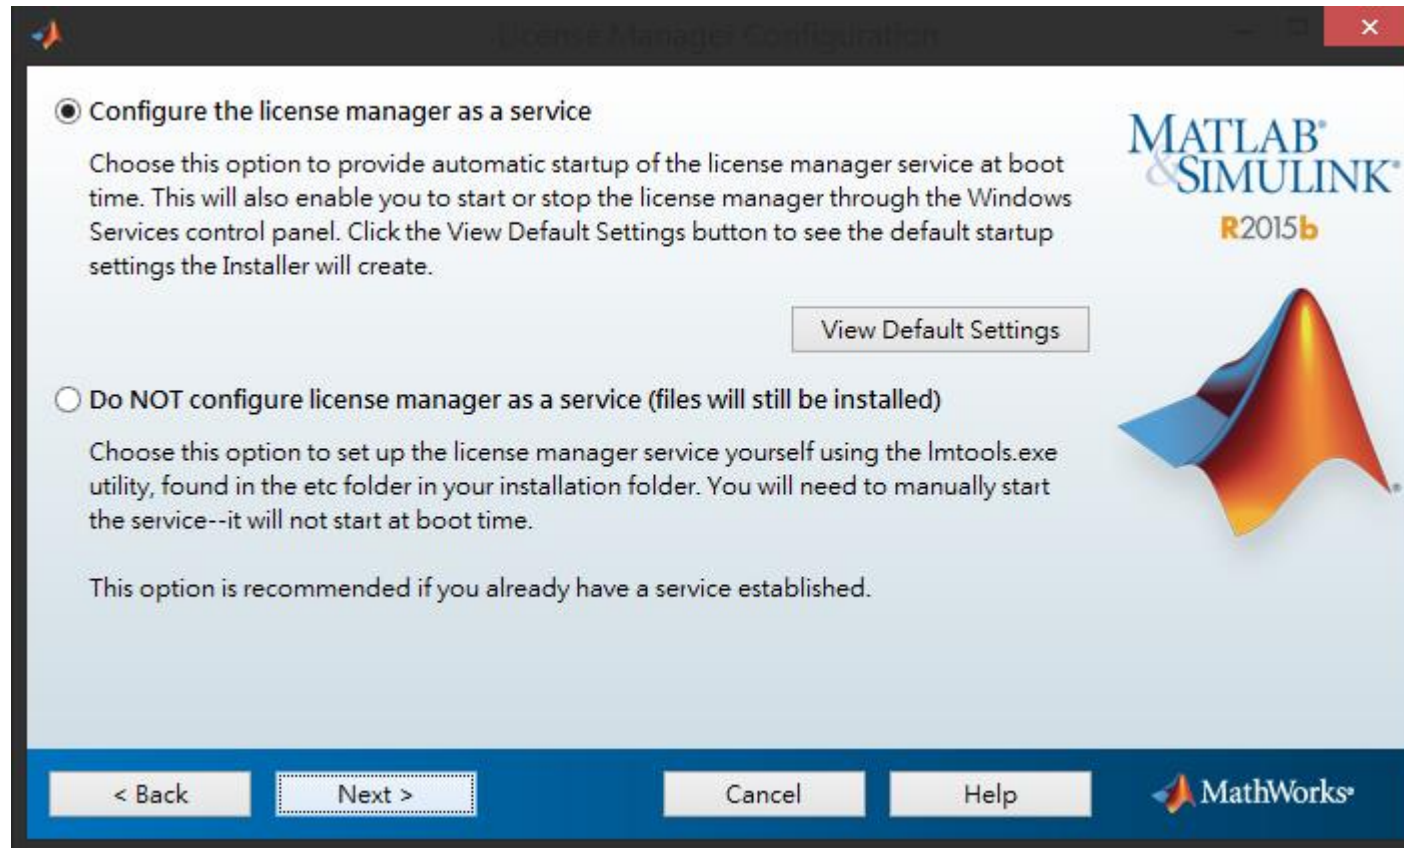 License Manager Configuration
Configure the license manager as a service
Choose this option to provide automatic startup of the license manager service at boot
time. This will also enable you to start or stop the license manager through the Windows
Services control panel. Click the View Default Settings button to see the default startup
settings the Installer will create.
View Default Settings
Do NOT configure license manager as a service (files will still be installed)
Choose this option to set up the license manager service yourself using the lmtools.exe
utility, found in the etc folder in your installation folder. You will need to manually start
the service--it will not start at boot time.
This option is recommended if you already have a service established.
MATLAB®
&SIMULINK®
R2015b
®
< Back
Next >
Cancel
Help
MathWorks®